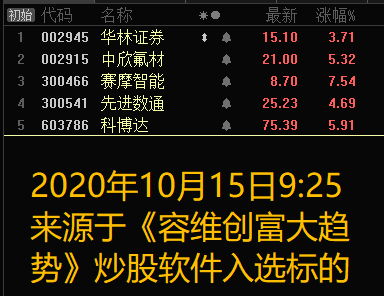 初始 代码 名称 ☀● 最新 涨幅%
1 002945 华林证券 15.10 3.71
2 002915 中欣氟材 21.00 5.32
3 300466 赛摩智能 8.70 7.54
4 300541 先进数通 25.23 4.69
5 603786 科博达 75.39 5.91
2020年10月15日9:25
来源于《容维创富大趋
势》炒股软件入选标的